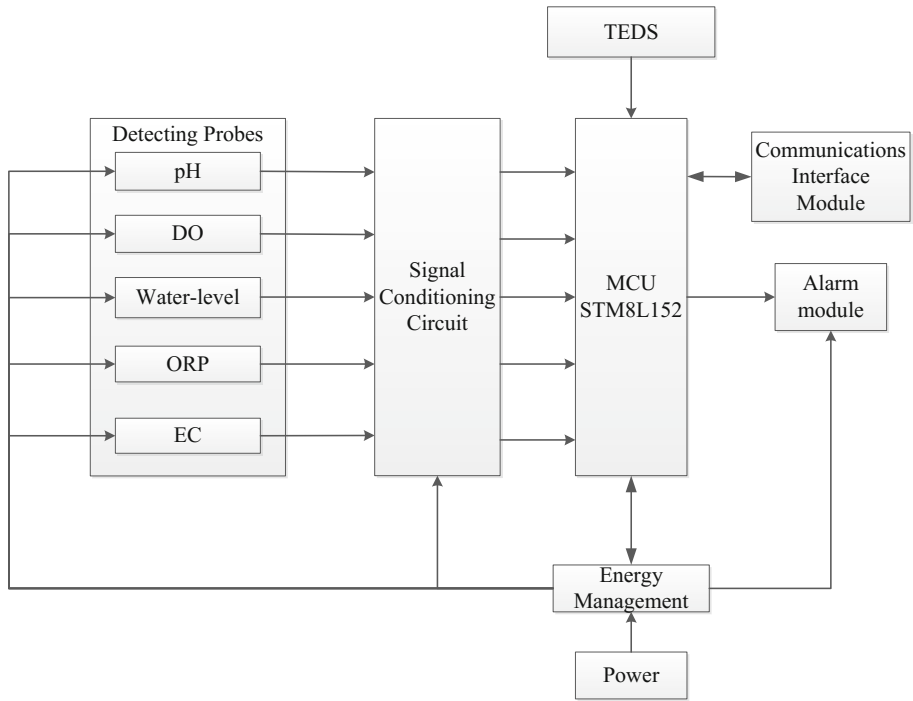 TEDS
Detecting Probes
pH
DO
Water-level
ORP
EC
Signal
Conditioning
Circuit
MCU
STM8L152
Communications
Interface
Module
Alarm
module
Energy
Management
Power